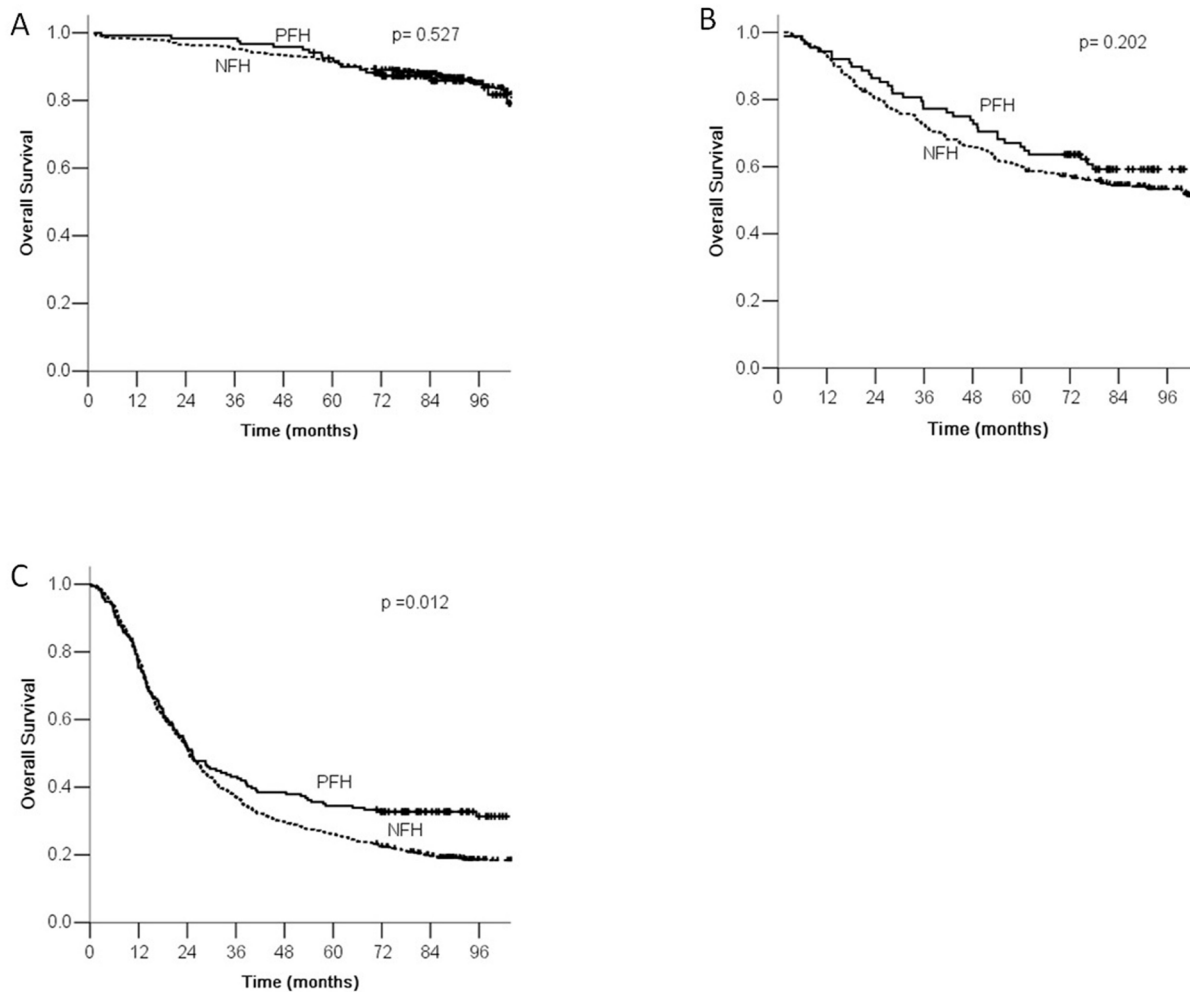 A
1.0
0.8
0.6
0.4
0.2
0.0
Overall Survival
PFH
NFH
p= 0.527
0 12 24 36 48 60 72 84 96
Time (months)
B
1.0
0.8
0.6
0.4
0.2
0.0
Overall Survival
PFH
NFH
p= 0.202
0 12 24 36 48 60 72 84 96
Time (months)
C
1.0
0.8
0.6
0.4
0.2
0.0
Overall Survival
p =0.012
PFH
NFH
0 12 24 36 48 60 72 84 96
Time (months)